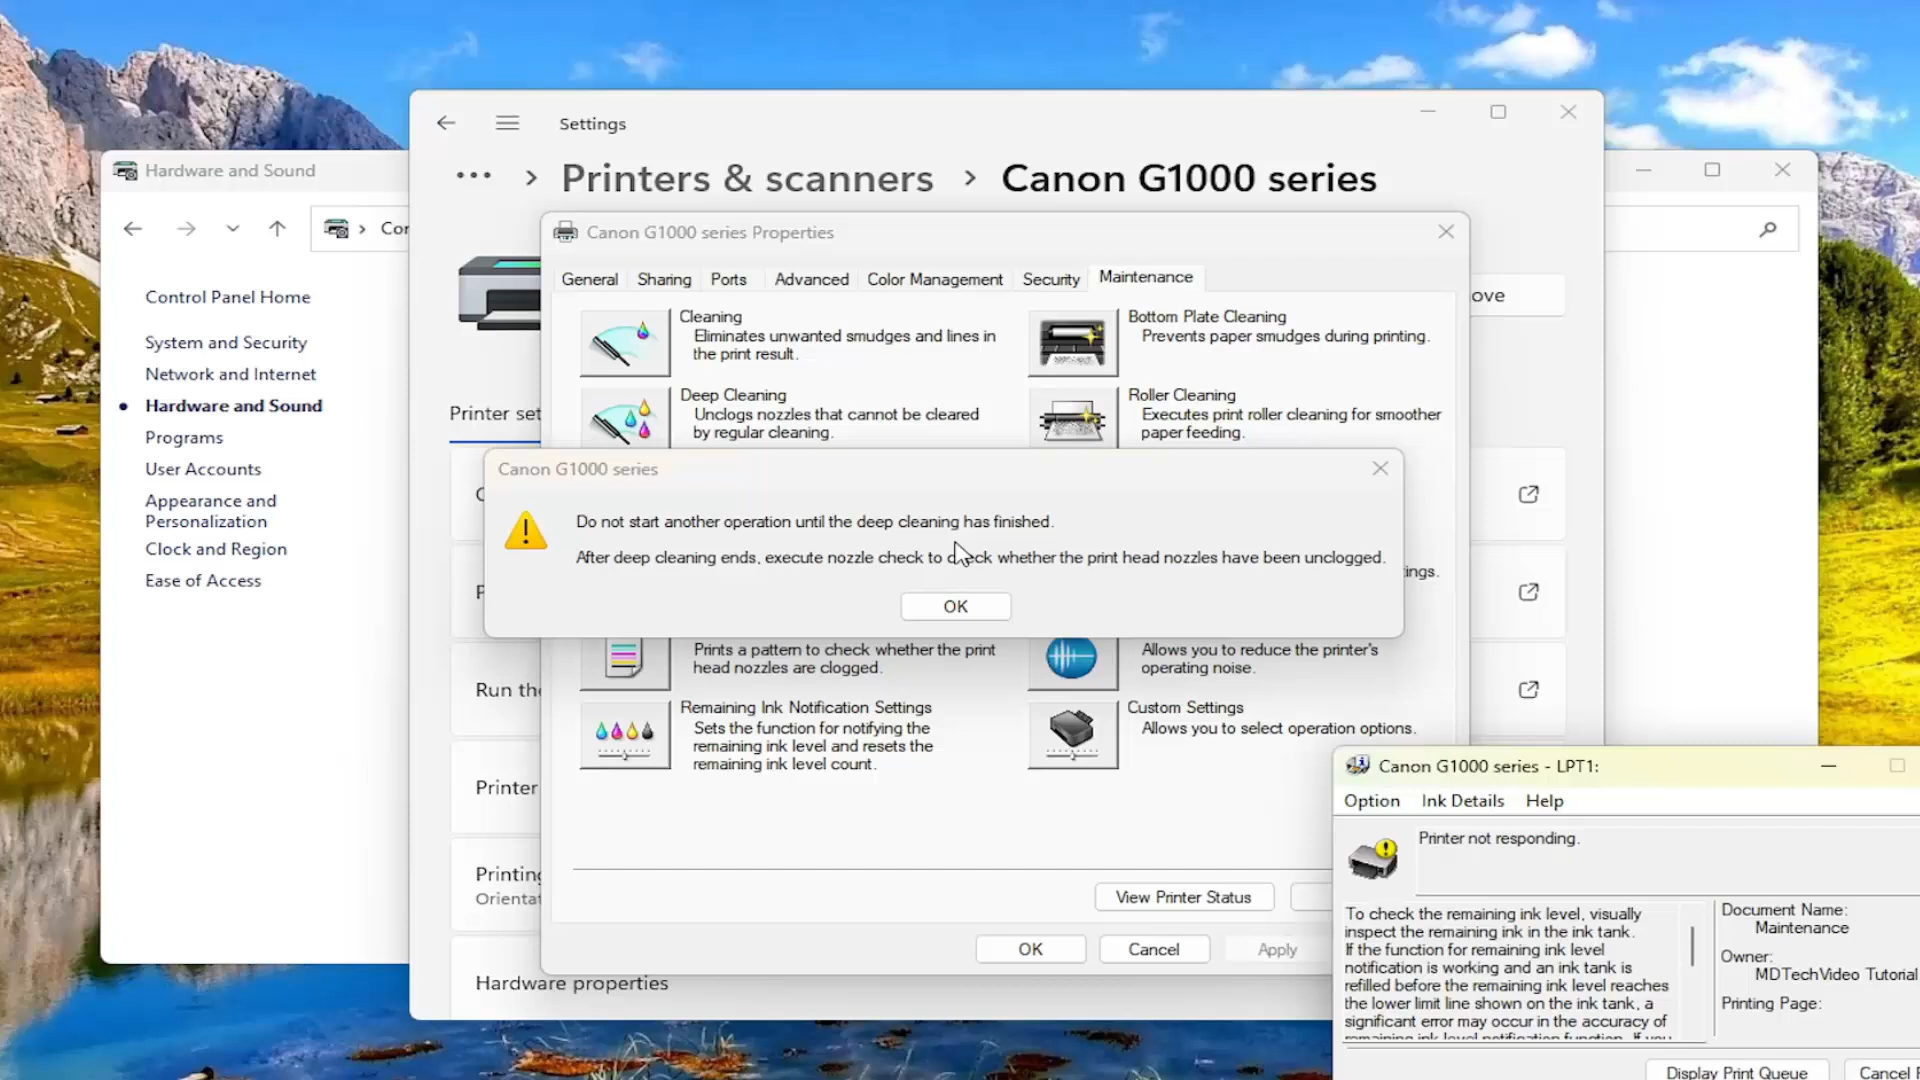 Settings
Hardware and Sound
Printers & scanners > Canon G1000 series
Canon G1000 series Properties
Control Panel Home
System and Security
Network and Internet
Hardware and Sound
Programs
User Accounts
Appearance and
Personalization
Clock and Region
Ease of Access
General Sharing Ports Advanced Color Management Security Maintenance
Cleaning
Eliminates unwanted smudges and lines in
the print result.
Bottom Plate Cleaning
Prevents paper smudges during printing.
Deep Cleaning
Unclogs nozzles that cannot be cleared
by regular cleaning.
Roller Cleaning
Executes print roller cleaning for smoother
paper feeding.
Canon G1000 series
Do not start another operation until the deep cleaning has finished.
After deep cleaning ends, execute nozzle check to check whether the print head nozzles have been unclogged.
OK
Prints a pattern to check whether the print
head nozzles are clogged.
Allows you to reduce the printer's
operating noise.
Remaining Ink Notification Settings
Sets the function for notifying the
remaining ink level and resets the
remaining ink level count.
Custom Settings
Allows you to select operation options.
View Printer Status
OK Cancel Apply
Printer set
Run the
Printer
Printing
Orientat
Hardware properties
Canon G1000 series - LPT1:
Option Ink Details Help
Printer not responding.
To check the remaining ink level, visually
inspect the remaining ink in the ink tank.
If the function for remaining ink level
notification is working and an ink tank is
refilled before the remaining ink level reaches
the lower limit line shown on the ink tank, a
significant error may occur in the accuracy of
remaining ink level notification function. If you
Document Name:
Maintenance
Owner:
MDTechVideo Tutorial
Printing Page:
Display Print Queue
Cancel